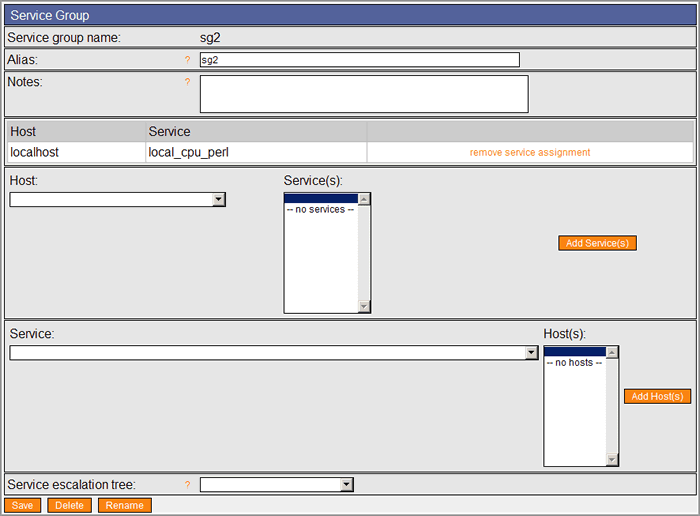 Service Group
Service group name: sg2
Alias: ? sg2
Notes: ?
Host Service
localhost local_cpu_perl remove service assignment
Host: Service(s):
-- no services --
Add Service(s)
Service: Host(s):
-- no hosts --
Add Host(s)
Service escalation tree: ?
Save Delete Rename